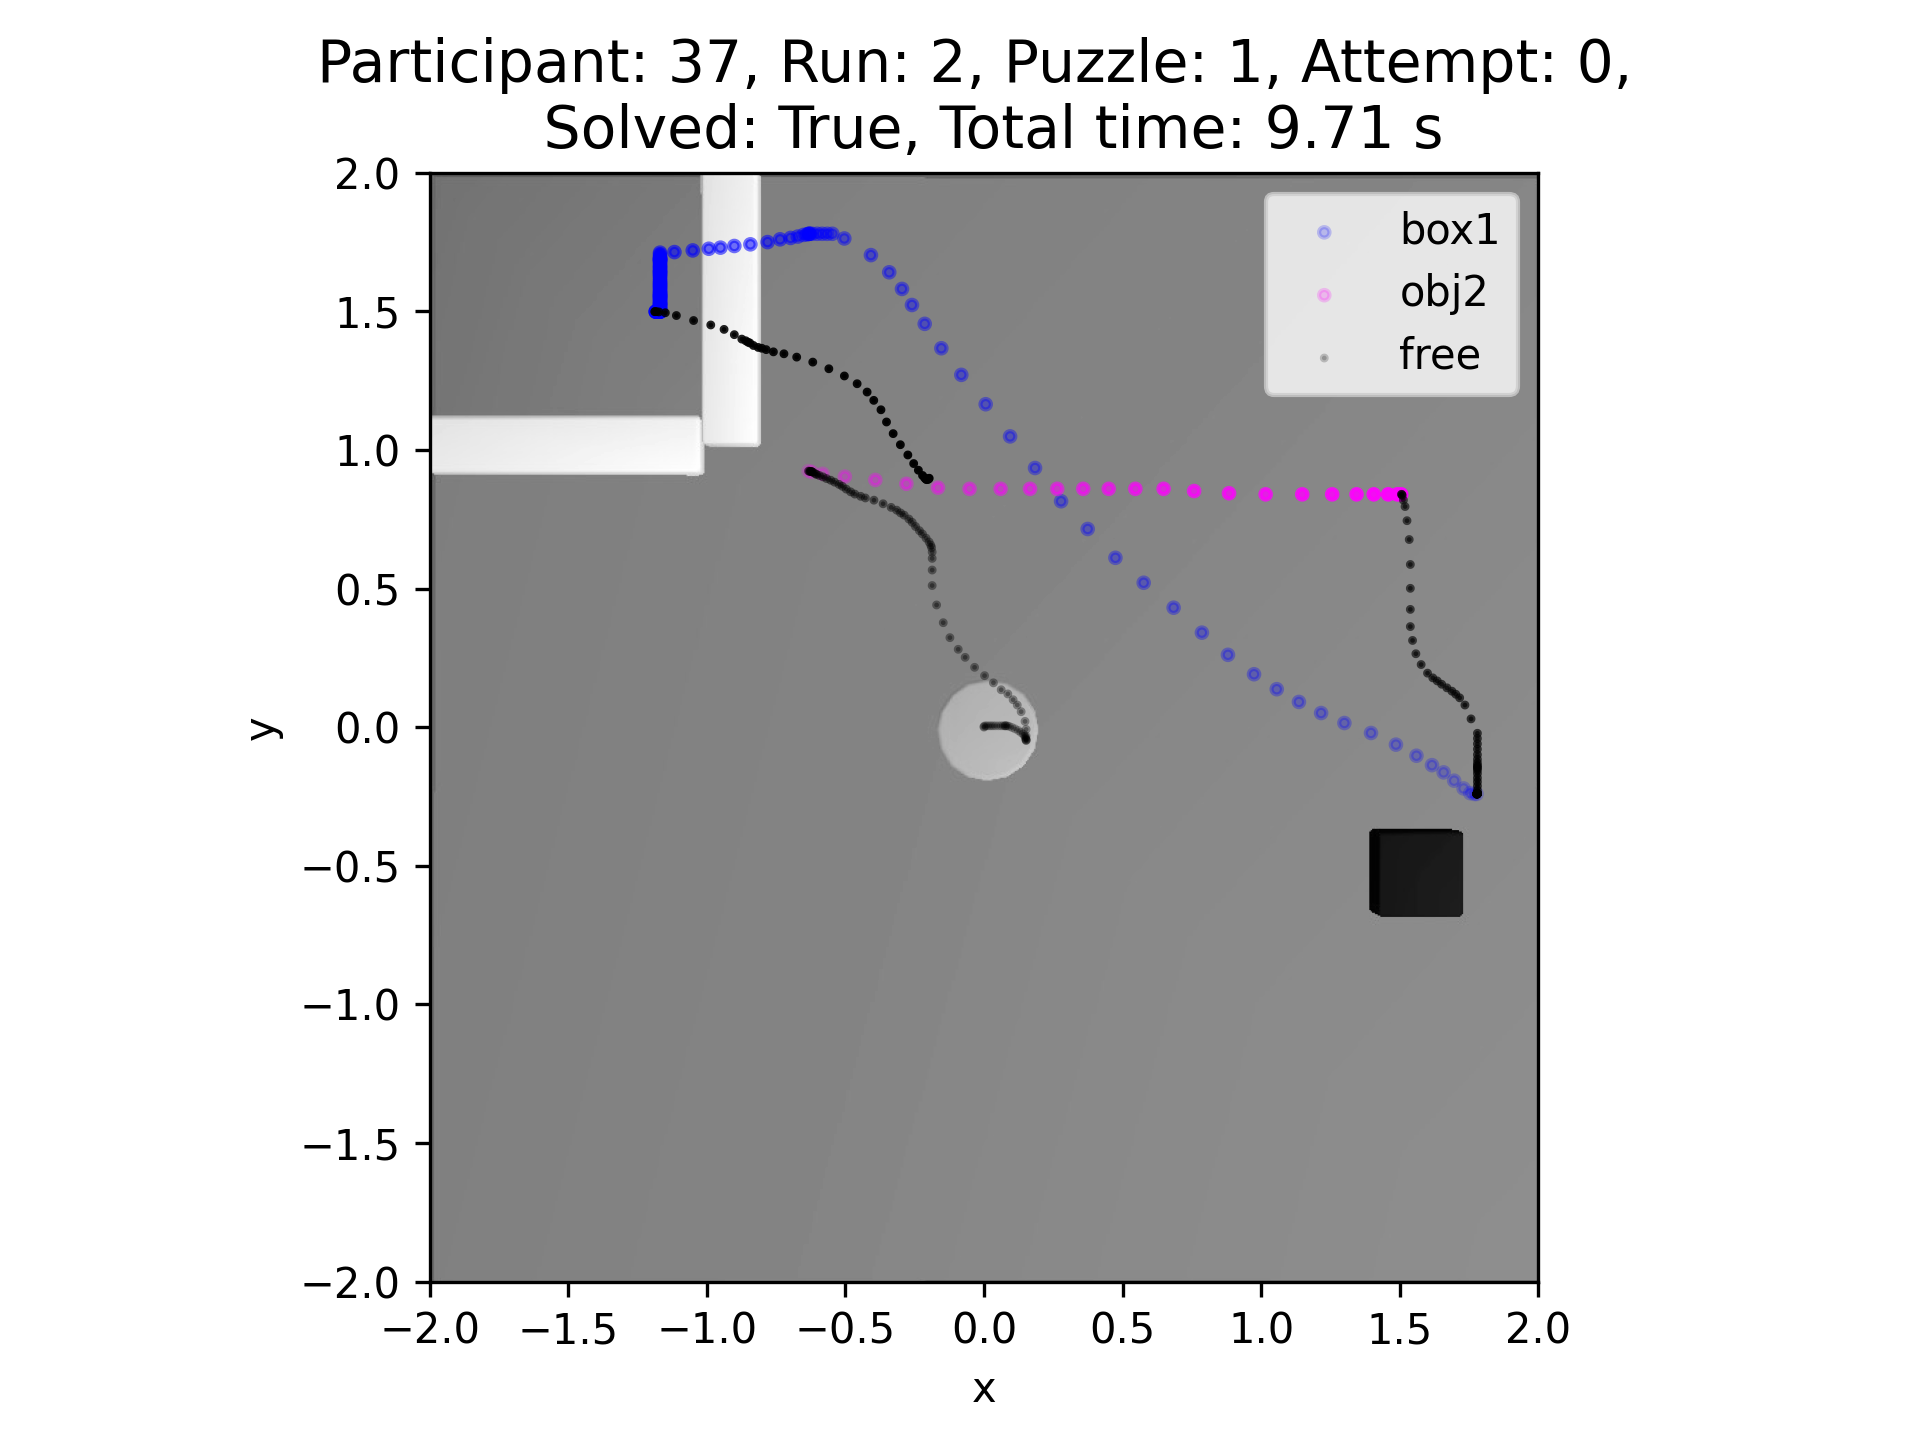 Participant: 37, Run: 2, Puzzle: 1, Attempt: 0,
Solved: True, Total time: 9.71 s
box1
obj2
free
2.0
1.5
1.0
0.5
0.0
−0.5
−1.0
−1.5
−2.0
y
−2.0 −1.5 −1.0 −0.5 0.0 0.5 1.0 1.5 2.0
x